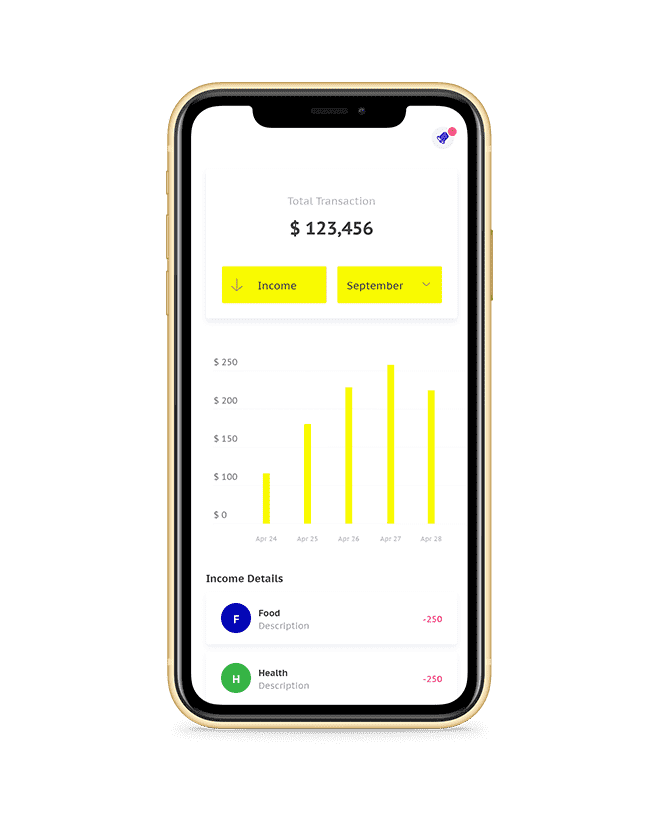 Total Transaction
$ 123,456
Income
September
$ 250
$ 200
$ 150
$ 100
$ 0
Apr 24 Apr 25 Apr 26 Apr 27 Apr 28
Income Details
F Food
Description
-250
H Health
Description
-250